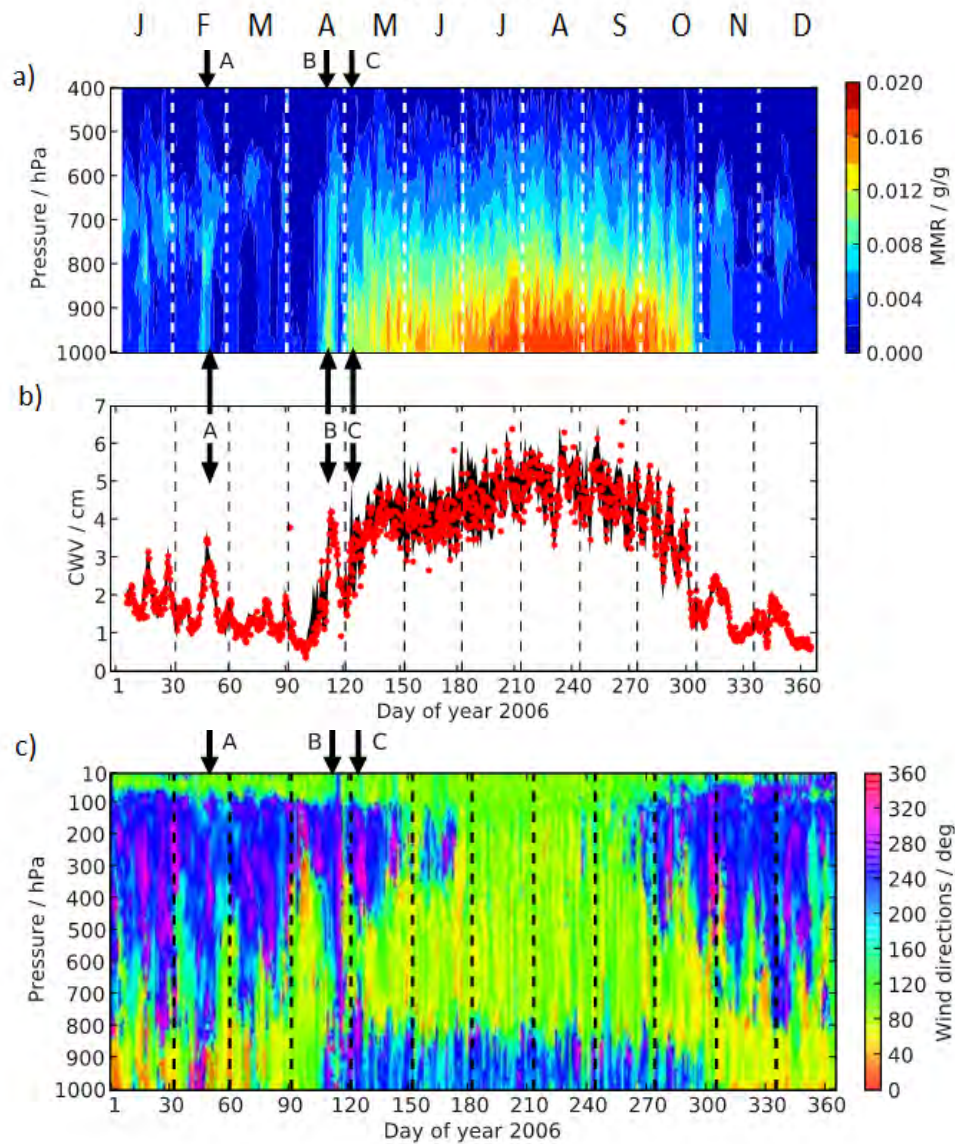 J F M A M J J A S O N D
A B C
a)
400
500
600
700
800
900
1000
Pressure / hPa
0.020
0.016
0.012
0.008
0.004
0.000
MMR / g/g
b)
A B C
7
6
5
4
3
2
1
0
CWV / cm
1 30 60 90 120 150 180 210 240 270 300 330 360
Day of year 2006
c)
A B C
10
100
200
300
400
500
600
700
800
900
1000
Pressure / hPa
360
320
280
240
200
160
120
80
40
0
Wind directions / deg
1 30 60 90 120 150 180 210 240 270 300 330 360
Day of year 2006